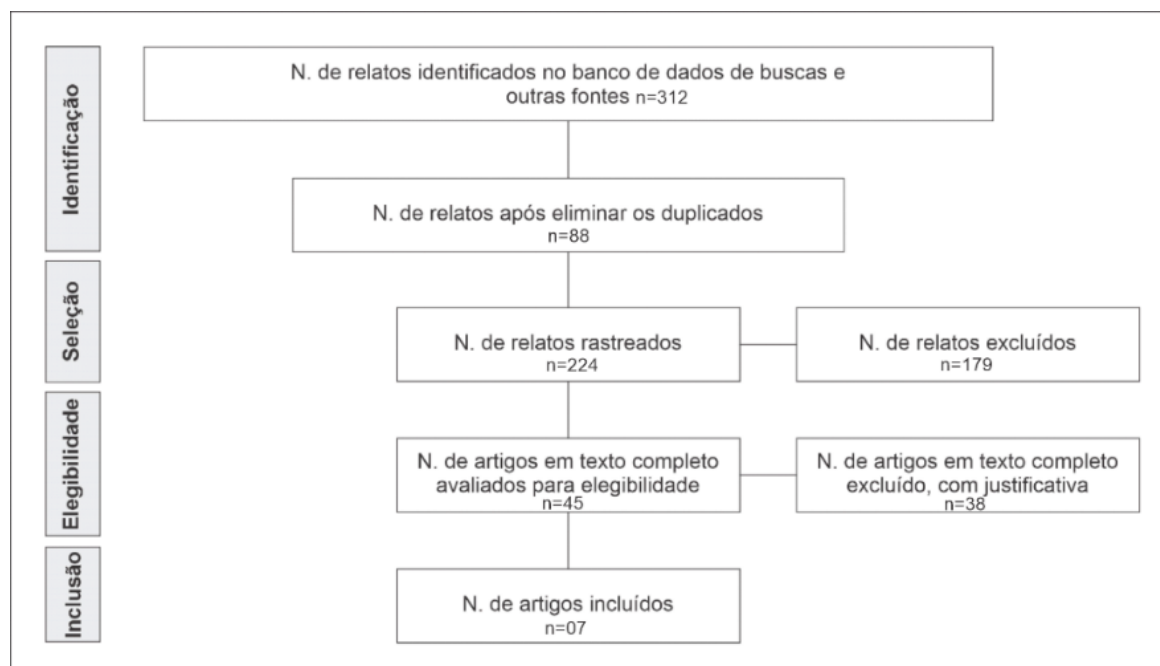 Identificação
N. de relatos identificados no banco de dados de buscas e
outras fontes n=312
N. de relatos após eliminar os duplicados
n=88
Seleção
N. de relatos rastreados
n=224
N. de relatos excluídos
n=179
Elegibilidade
N. de artigos em texto completo
avaliados para elegibilidade
n=45
N. de artigos em texto completo
excluído, com justificativa
n=38
Inclusão
N. de artigos incluídos
n=07